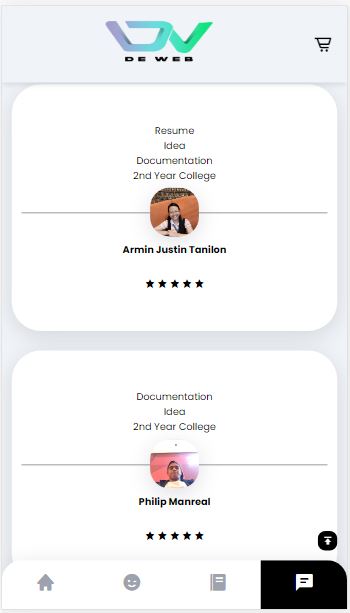 DE WEB
Resume
Idea
Documentation
2nd Year College
Armin Justin Tanilon
Documentation
Idea
2nd Year College
Philip Manreal